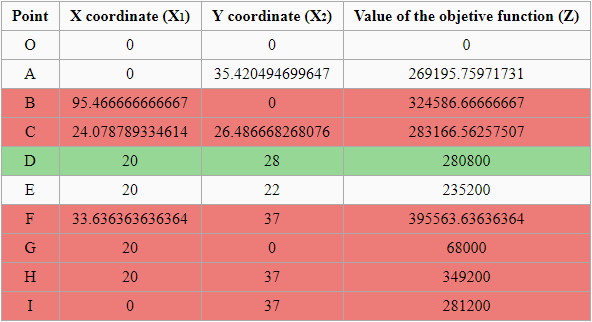 Point X coordinate (X1) Y coordinate (X2) Value of the objetive function (Z)
O 0 0 0
A 0 35.420494699647 269195.75971731
B 95.466666666667 0 324586.66666667
C 24.078789334614 26.486668268076 283166.56257507
D 20 28 280800
E 20 22 235200
F 33.636363636364 37 395563.63636364
G 20 0 68000
H 20 37 349200
I 0 37 281200